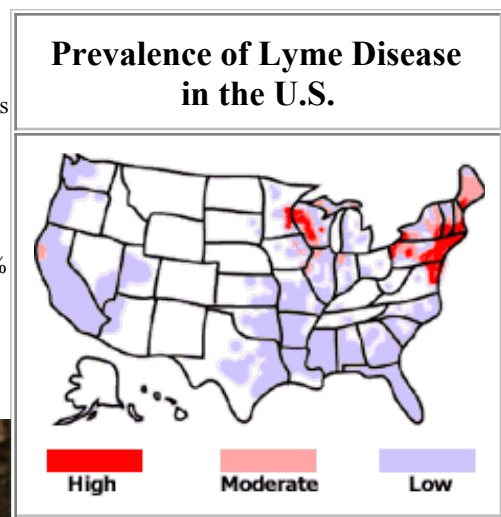 Prevalence of Lyme Disease
in the U.S.
s
%
High Moderate Low